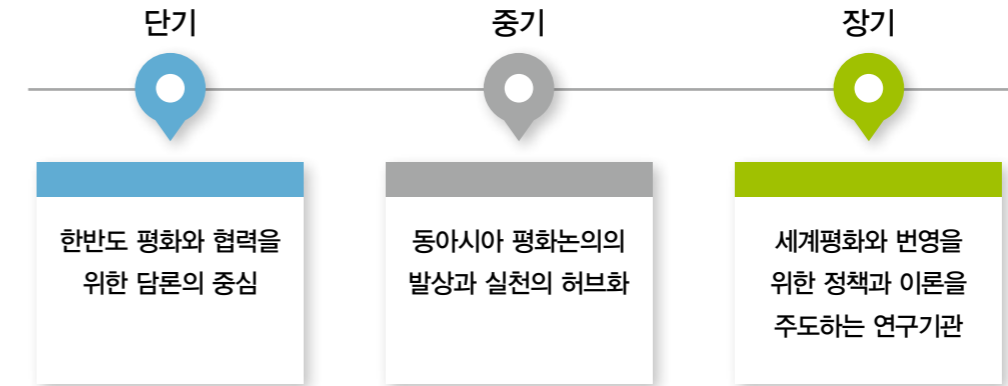 단기
중기
장기
한반도 평화와 협력을
위한 담론의 중심
동아시아 평화논의의
발상과 실천의 허브화
세계평화와 번영을
위한 정책과 이론을
주도하는 연구기관